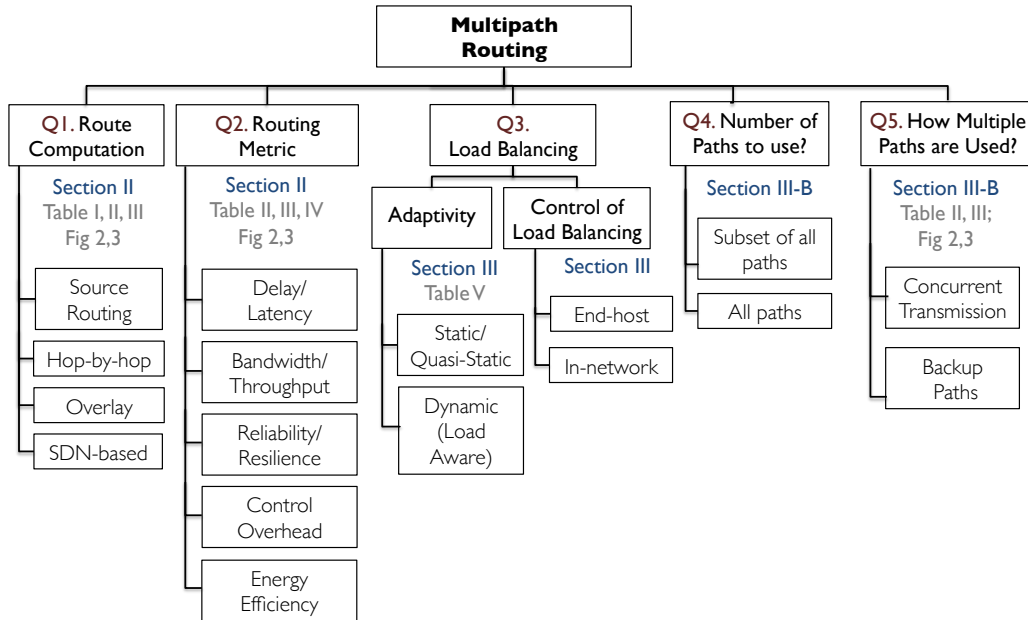 Multipath
Routing
Q1. Route
Computation
Section II
Table I, II, III
Fig 2,3
Source
Routing
Hop-by-hop
Overlay
SDN-based
Q2. Routing
Metric
Section II
Table II, III, IV
Fig 2,3
Delay/
Latency
Bandwidth/
Throughput
Reliability/
Resilience
Control
Overhead
Energy
Efficiency
Q3.
Load Balancing
Adaptivity
Section III
Table V
Static/
Quasi-Static
Dynamic
(Load
Aware)
Control of
Load Balancing
Section III
End-host
In-network
Q4. Number of
Paths to use?
Section III-B
Subset of all
paths
All paths
Q5. How Multiple
Paths are Used?
Section III-B
Table II, III;
Fig 2,3
Concurrent
Transmission
Backup
Paths